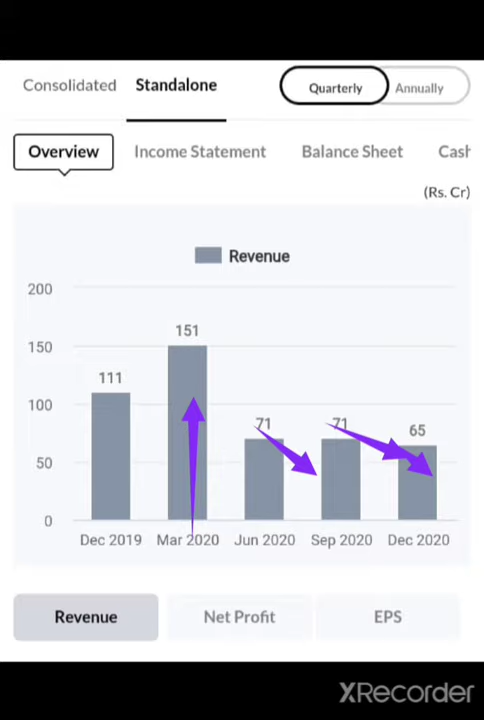 Consolidated Standalone Quarterly Annually
Overview Income Statement Balance Sheet Cash
(Rs. Cr)
Revenue
200
150
100
50
0
111
151
71
71
65
Dec 2019 Mar 2020 Jun 2020 Sep 2020 Dec 2020
Revenue Net Profit EPS
XRecorder